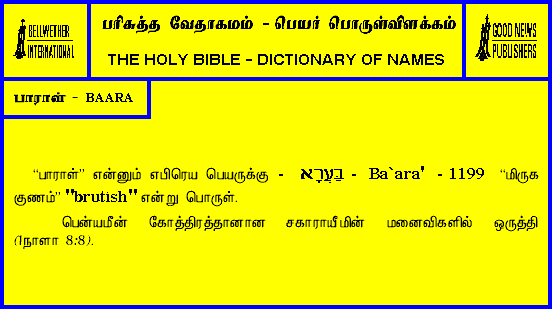 BELLWETHER
INTERNATIONAL
பரிசுத்த வேதாகமம் - பெயர் பொருள்விளக்கம்
THE HOLY BIBLE - DICTIONARY OF NAMES
GOOD NEWS
PUBLISHERS
பாராள் - BAARA
“பாராள்” என்னும் எபிரெய பெயருக்கு - בַּעֲרָא - Ba`ara' - 1199 “மிருக
குணம்” "brutish" என்று பொருள்.
பென்யமீன் கோத்திரத்தானான சகாராயீமின் மனைவிகளில் ஒருத்தி
(1நாளா 8:8).